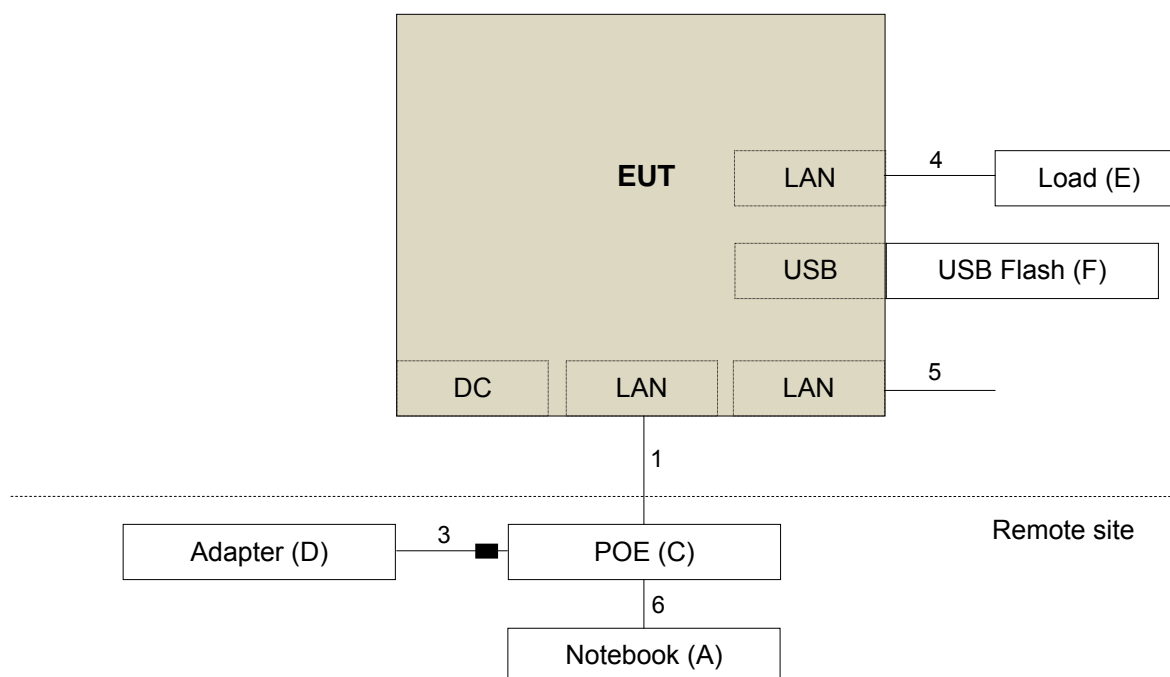 4
EUT LAN Load (E)
USB USB Flash (F)
5
DC LAN LAN
1
Remote site
3
Adapter (D) POE (C)
6
Notebook (A)